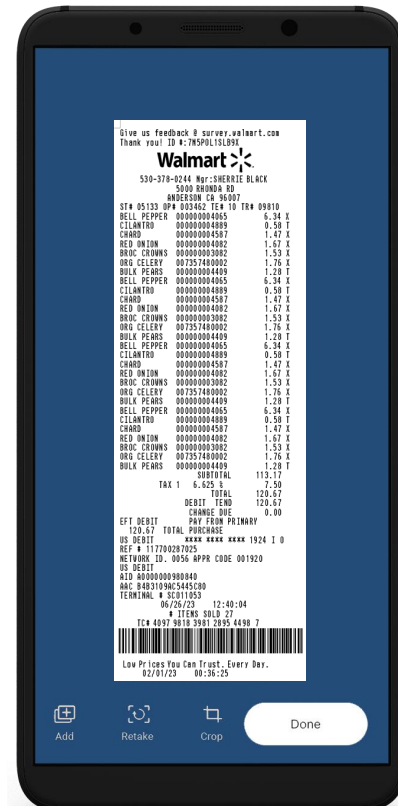 Give us feedback @ survey.walmart.com
Thank you! ID #:7N5P0L1SLB9X
Walmart
530-378-0244 Mgr:SHERRIE BLACK
5000 RHONDA RD
ANDERSON CA 96007
ST# 05133 OP# 003462 TE# 10 TR# 09810
BELL PEPPER 000000004065 6.34 X
CILANTRO 000000004889 0.58 T
CHARD 000000004587 1.47 X
RED ONION 000000004082 1.67 X
BROC CROWNS 000000003082 1.53 X
ORG CELERY 007357480002 1.76 X
BULK PEARS 000000004409 1.28 T
BELL PEPPER 000000004065 6.34 X
CILANTRO 000000004889 0.58 T
CHARD 000000004587 1.47 X
RED ONION 000000004082 1.67 X
BROC CROWNS 000000003082 1.53 X
ORG CELERY 007357480002 1.76 X
BULK PEARS 000000004409 1.28 T
BELL PEPPER 000000004065 6.34 X
CILANTRO 000000004889 0.58 T
CHARD 000000004587 1.47 X
RED ONION 000000004082 1.67 X
BROC CROWNS 000000003082 1.53 X
ORG CELERY 007357480002 1.76 X
BULK PEARS 000000004409 1.28 T
BELL PEPPER 000000004065 6.34 X
CILANTRO 000000004889 0.58 T
CHARD 000000004587 1.47 X
RED ONION 000000004082 1.67 X
BROC CROWNS 000000003082 1.53 X
ORG CELERY 007357480002 1.76 X
BULK PEARS 000000004409 1.28 T
SUBTOTAL 113.17
TAX 1 6.625 % 7.50
TOTAL 120.67
DEBIT TEND 120.67
CHANGE DUE 0.00
EFT DEBIT PAY FROM PRIMARY
120.67 TOTAL PURCHASE
US DEBIT **** **** **** 1924 I 0
REF # 117700287025
NETWORK ID. 0056 APPR CODE 001920
US DEBIT
AID A0000000980840
AAC B4B3109AC5445C80
TERMINAL # SC011053
06/26/23 12:40:04
# ITEMS SOLD 27
TC# 4097 9818 3981 2895 4498 7
Low Prices You Can Trust. Every Day.
02/01/23 00:36:25
Add
Retake
Crop
Done